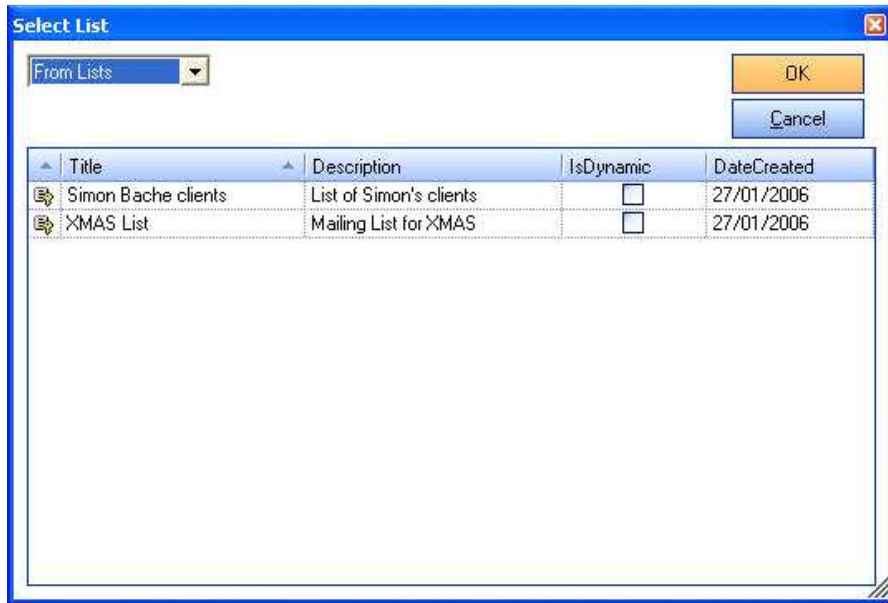 Select List
From Lists
OK
Cancel
Title Description IsDynamic DateCreated
Simon Bache clients List of Simon's clients 27/01/2006
XMAS List Mailing List for XMAS 27/01/2006